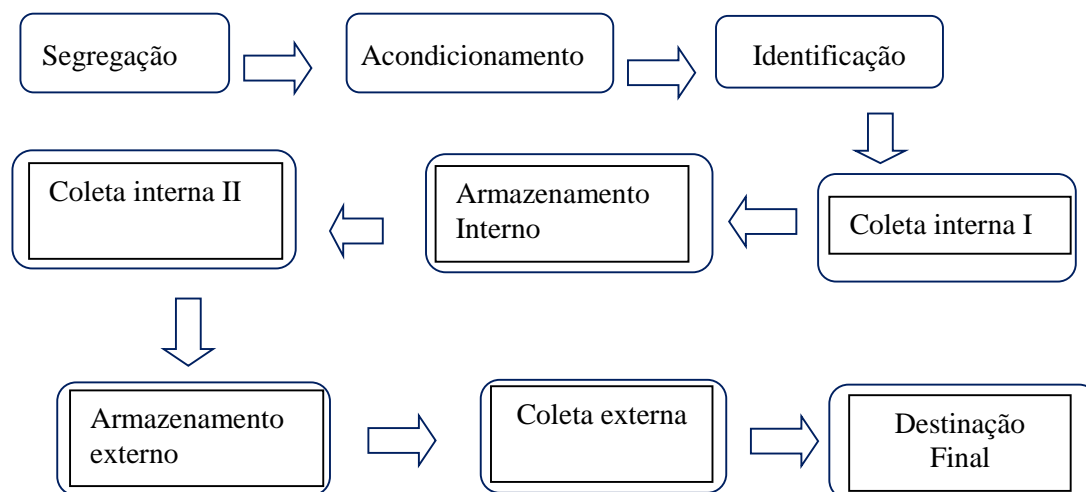 Segregação
Acondicionamento
Identificação
Coleta interna I
Armazenamento
Interno
Coleta interna II
Armazenamento
externo
Coleta externa
Destinação
Final